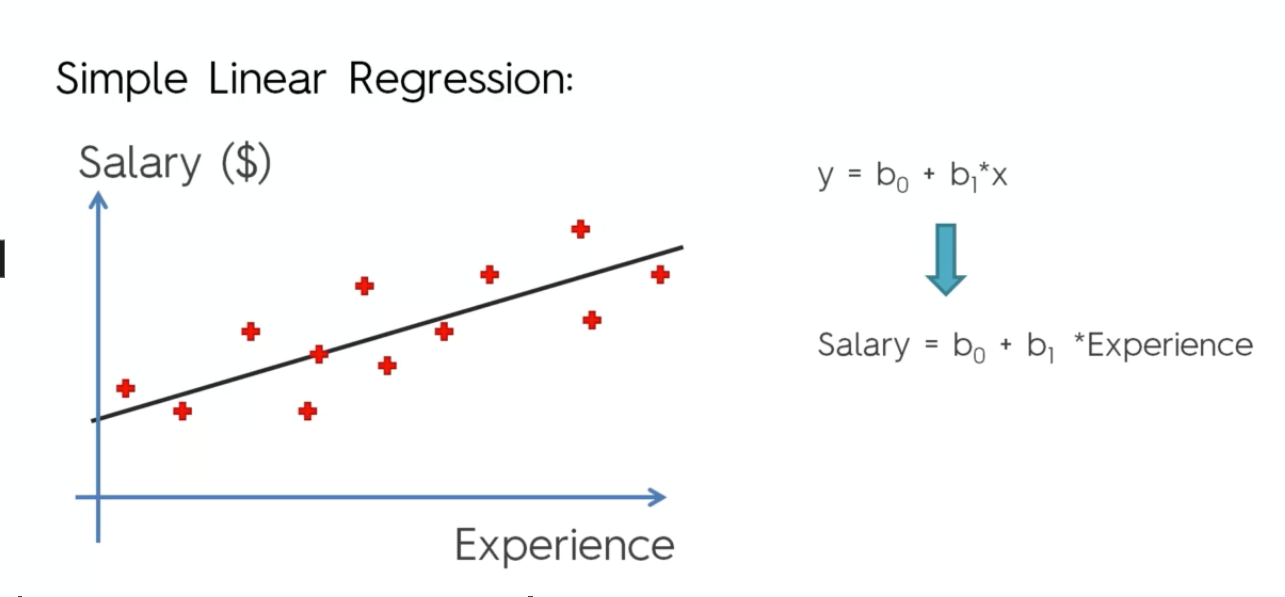 Simple Linear Regression:
Salary ($)
y = b₀ + b₁*x
Salary = b₀ + b₁ *Experience
Experience